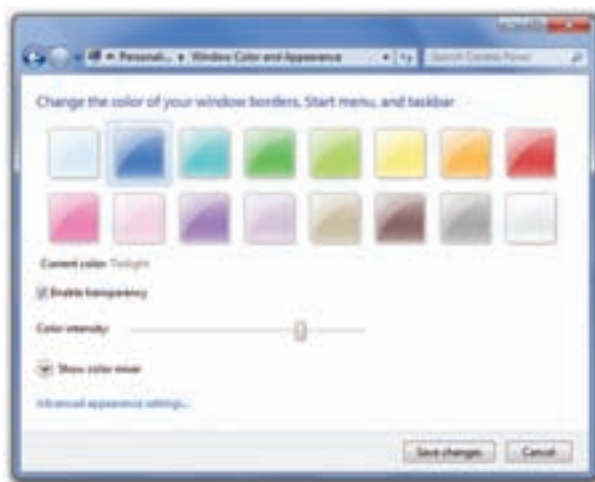 « Personali... ▸ Window Color and Appearance
Search Control Panel
Change the color of your window borders, Start menu, and taskbar
Current color: Twilight
Enable transparency
Color intensity:
Show color mixer
Advanced appearance settings...
Save changes
Cancel